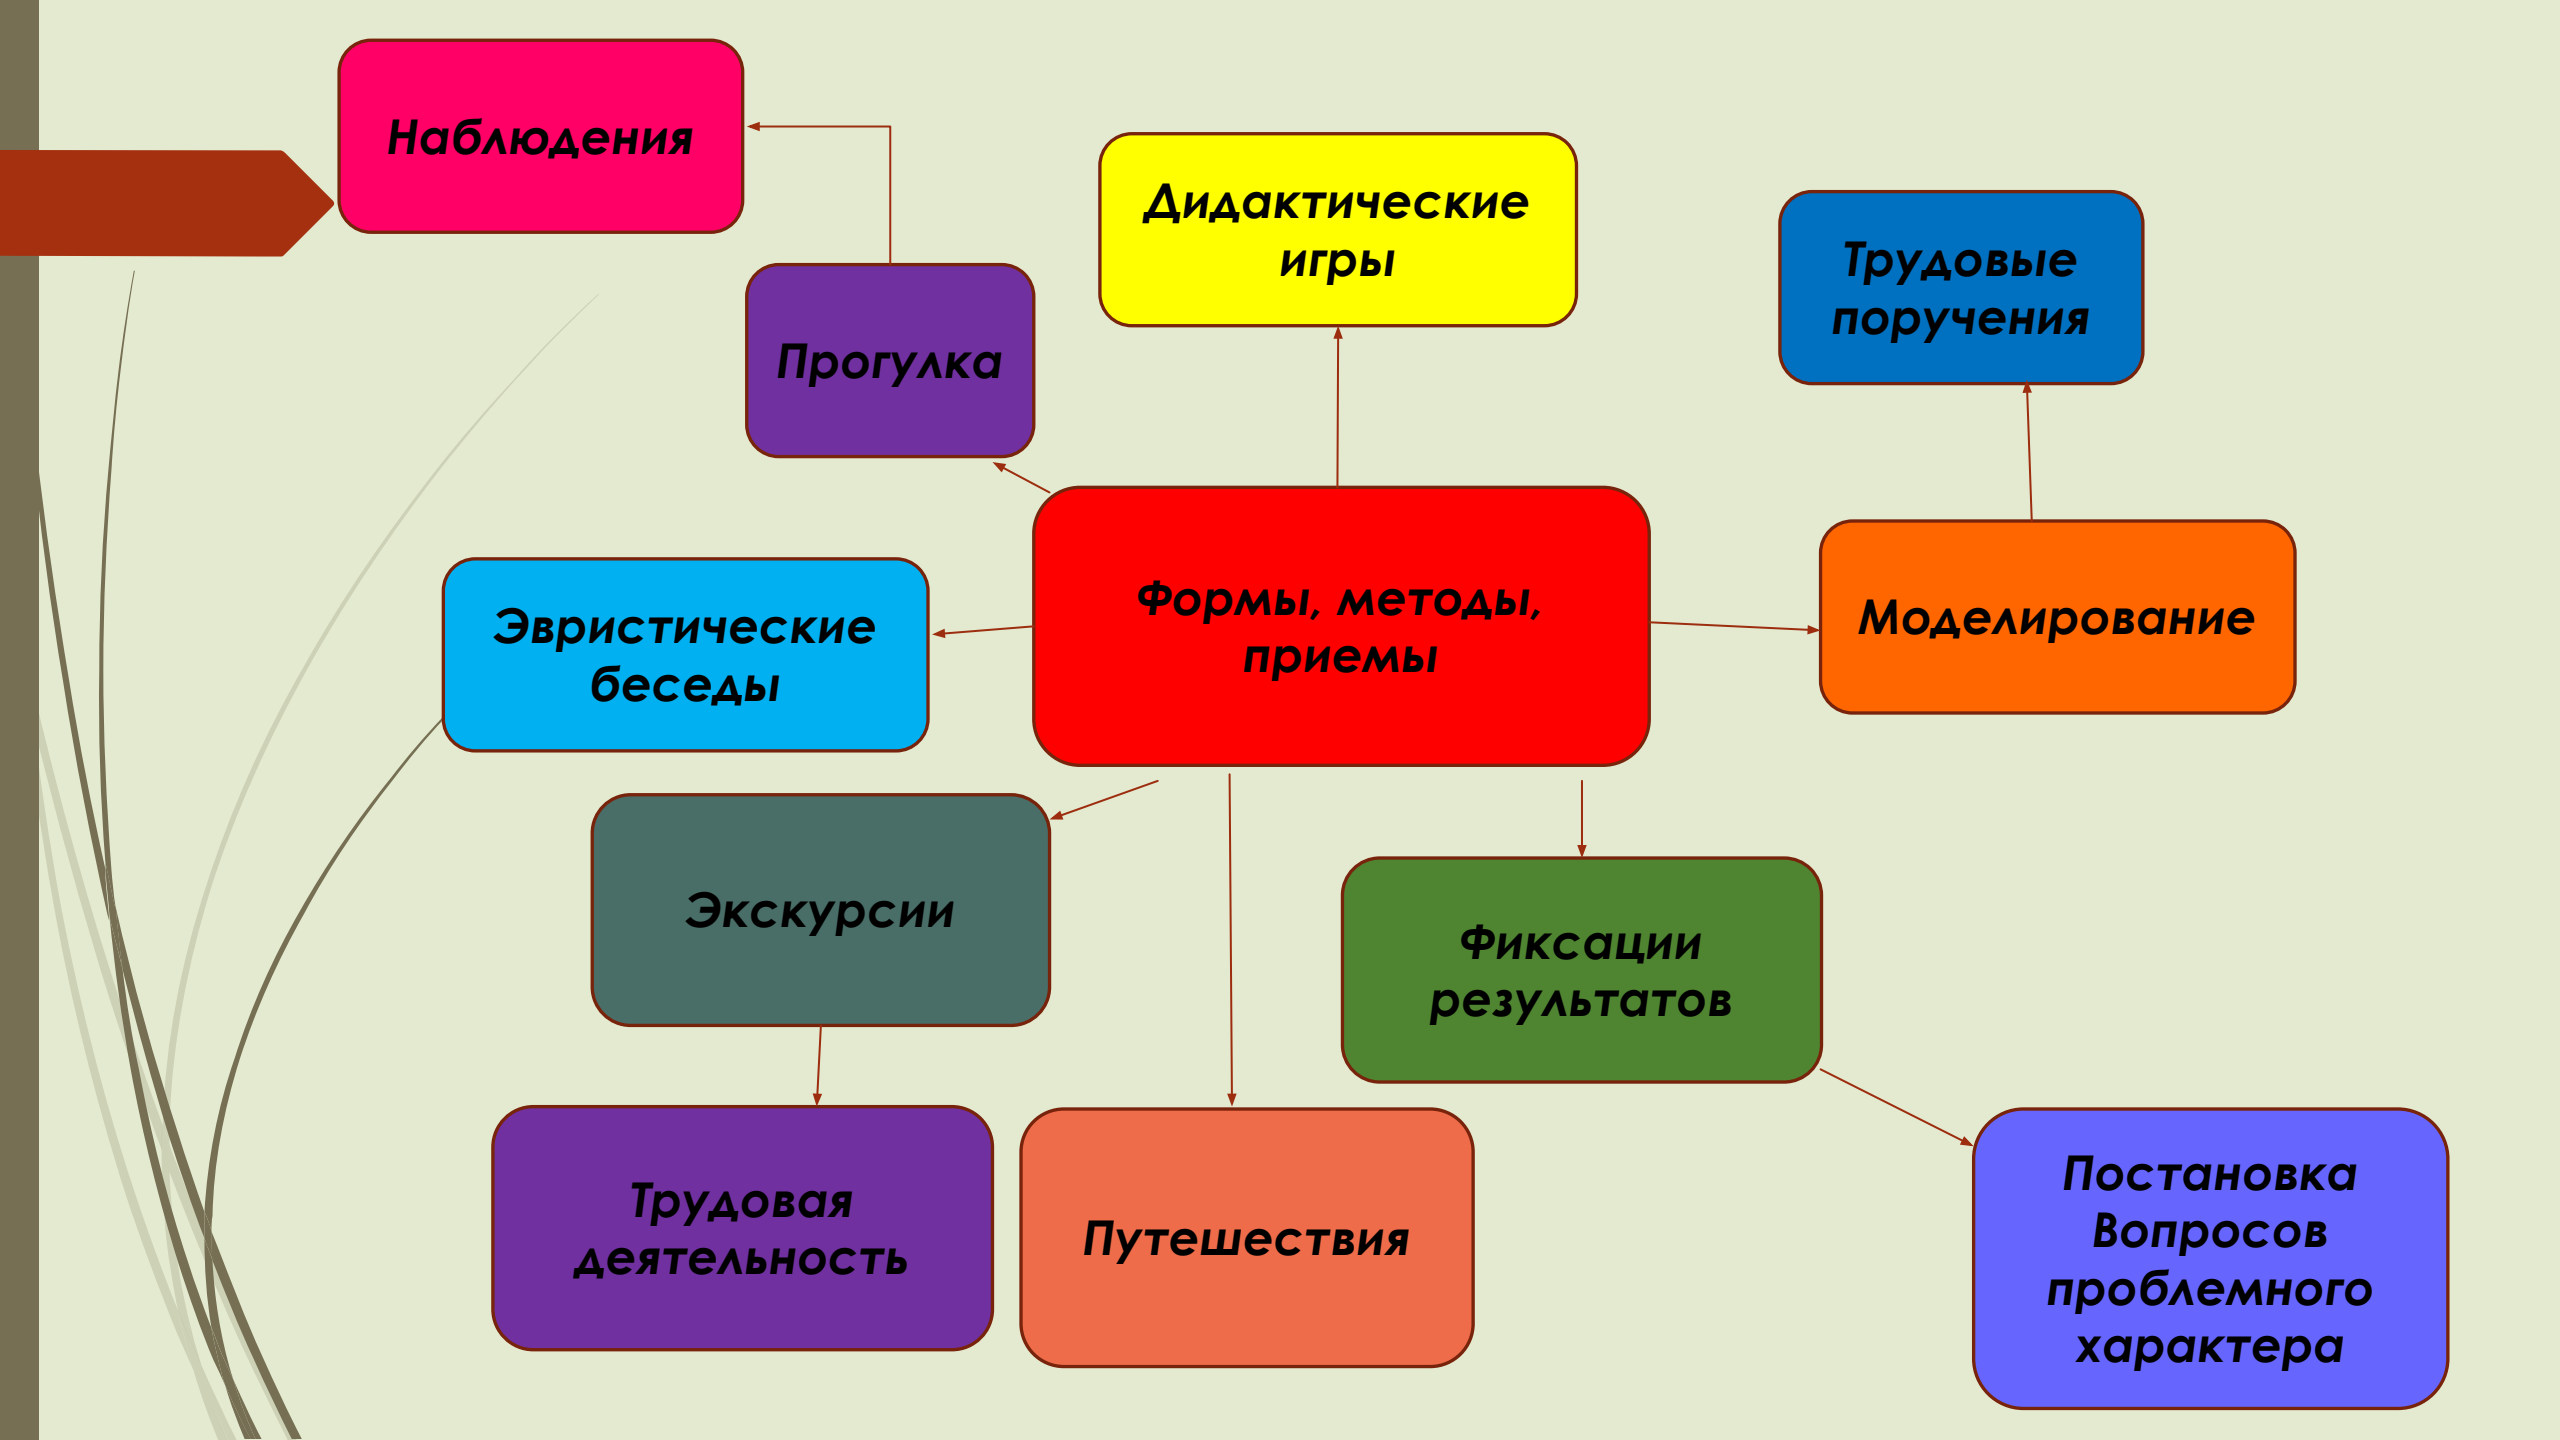 Наблюдения
Дидактические
игры
Трудовые
поручения
Прогулка
Формы, методы,
приемы
Моделирование
Эвристические
беседы
Экскурсии
Фиксации
результатов
Трудовая
деятельность
Путешествия
Постановка
Вопросов
проблемного
характера